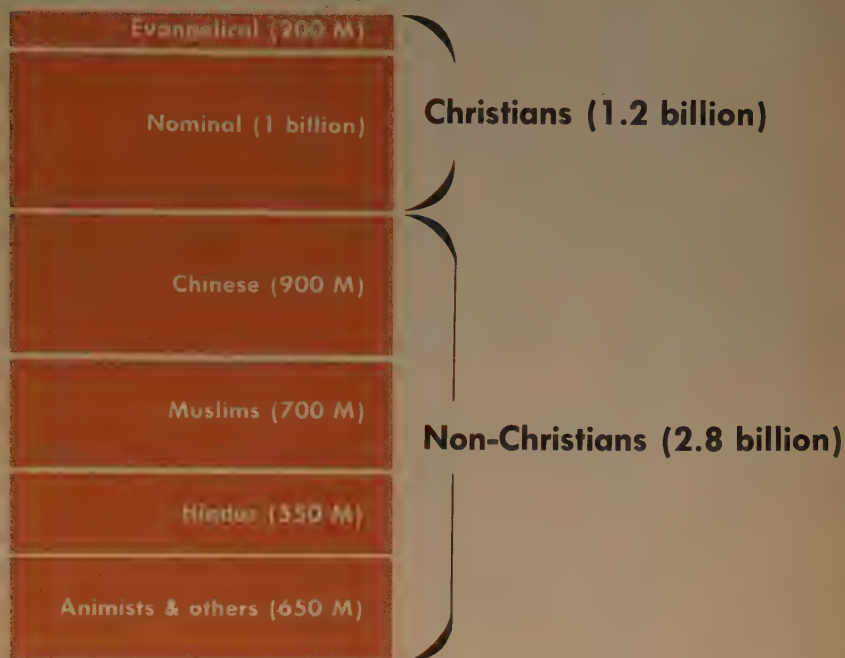 Evangelical (200 M)
Nominal (1 billion)
Christians (1.2 billion)
Chinese (900 M)
Muslims (700 M)
Non-Christians (2.8 billion)
Hindus (550 M)
Animists & others (650 M)